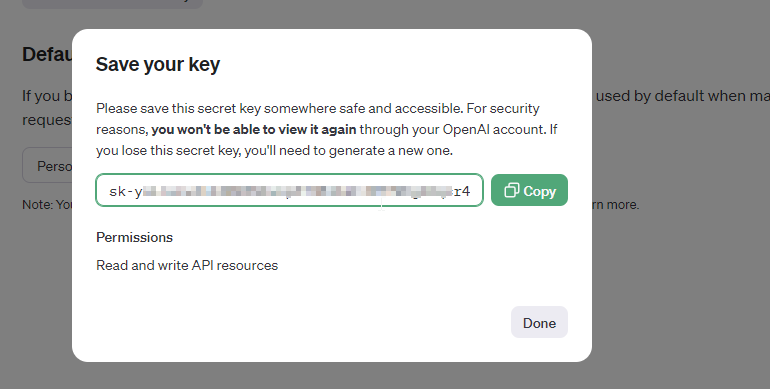 Defau
Save your key
If you b
used by default when ma
reques
Please save this secret key somewhere safe and accessible. For security
reasons, you won't be able to view it again through your OpenAI account. If
you lose this secret key, you'll need to generate a new one.
Perso
sk-y
r4
Copy
Note: You
rn more.
Permissions
Read and write API resources
Done